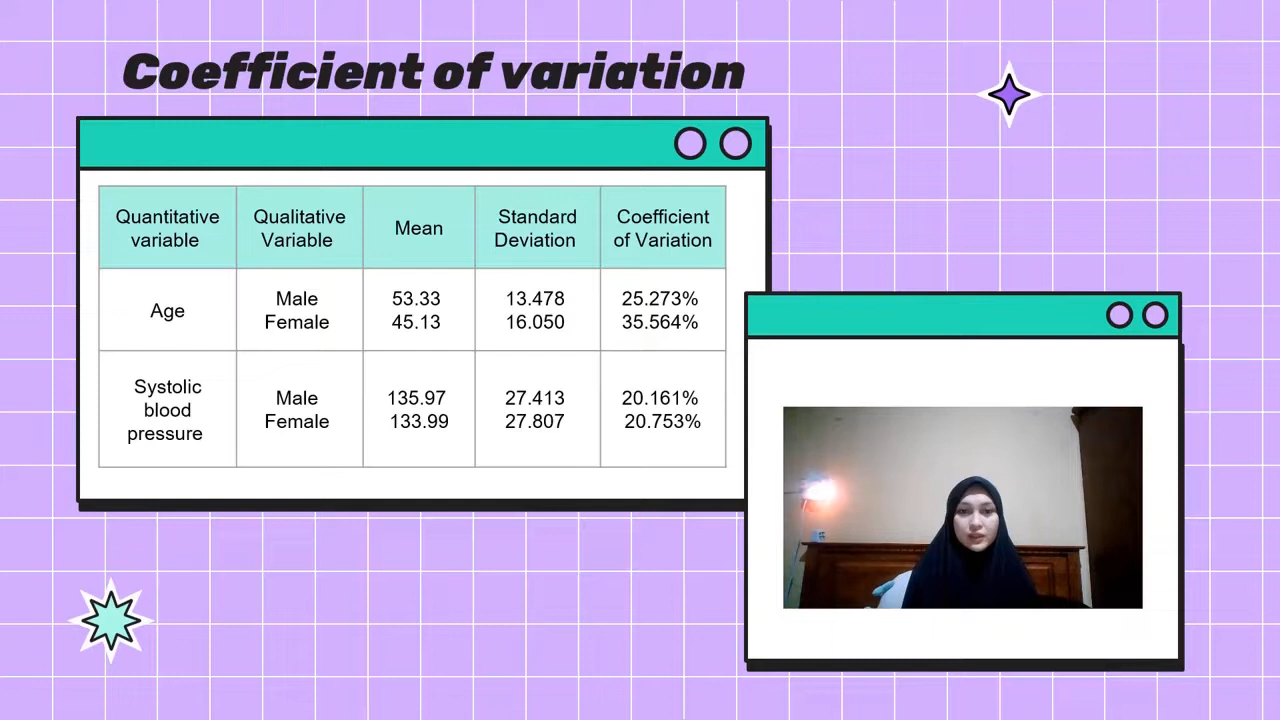 Coefficient of variation
Quantitative variable
Qualitative Variable
Mean
Standard Deviation
Coefficient of Variation
Age
Male
Female
53.33
45.13
13.478
16.050
25.273%
35.564%
Systolic blood pressure
Male
Female
135.97
133.99
27.413
27.807
20.161%
20.753%